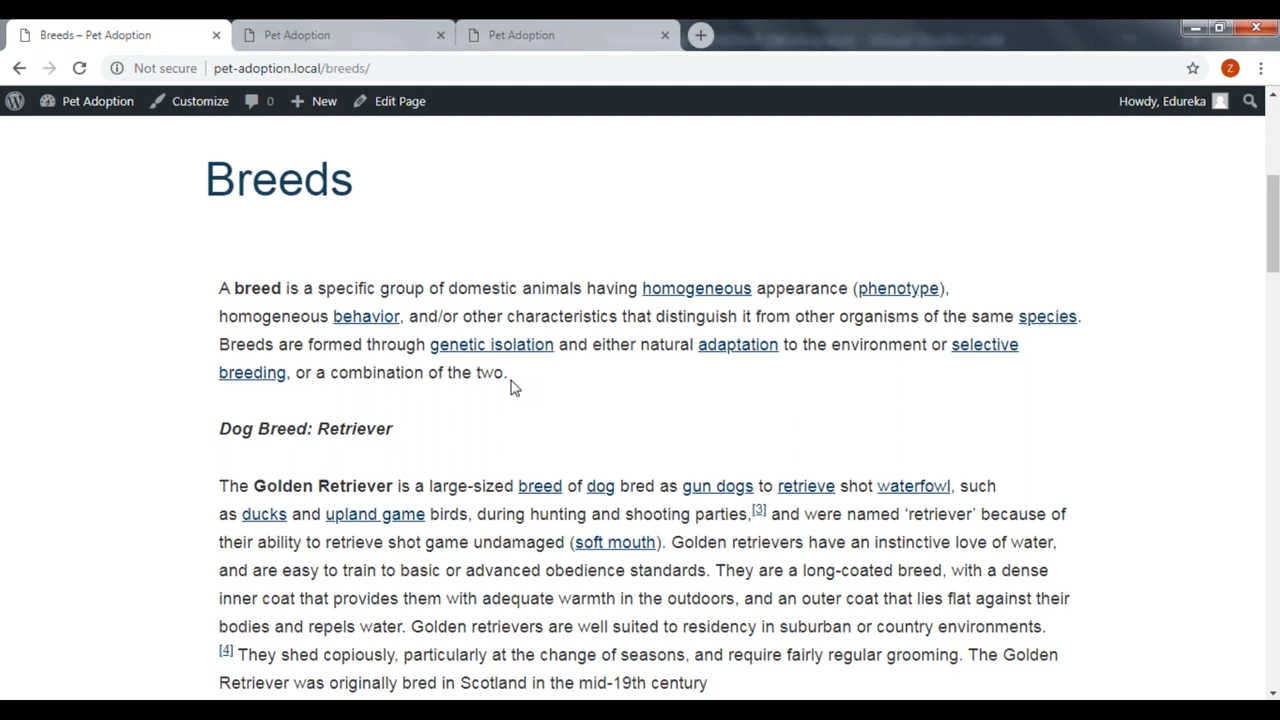 Breeds – Pet Adoption Pet Adoption Pet Adoption
Not secure pet-adoption.local/breeds/ Z
Pet Adoption Customize 0 New Edit Page Howdy, Edureka
Breeds
A breed is a specific group of domestic animals having homogeneous appearance (phenotype),
homogeneous behavior, and/or other characteristics that distinguish it from other organisms of the same species.
Breeds are formed through genetic isolation and either natural adaptation to the environment or selective
breeding, or a combination of the two.
Dog Breed: Retriever
The Golden Retriever is a large-sized breed of dog bred as gun dogs to retrieve shot waterfowl, such
as ducks and upland game birds, during hunting and shooting parties,[3] and were named ‘retriever’ because of
their ability to retrieve shot game undamaged (soft mouth). Golden retrievers have an instinctive love of water,
and are easy to train to basic or advanced obedience standards. They are a long-coated breed, with a dense
inner coat that provides them with adequate warmth in the outdoors, and an outer coat that lies flat against their
bodies and repels water. Golden retrievers are well suited to residency in suburban or country environments.
[4] They shed copiously, particularly at the change of seasons, and require fairly regular grooming. The Golden
Retriever was originally bred in Scotland in the mid-19th century